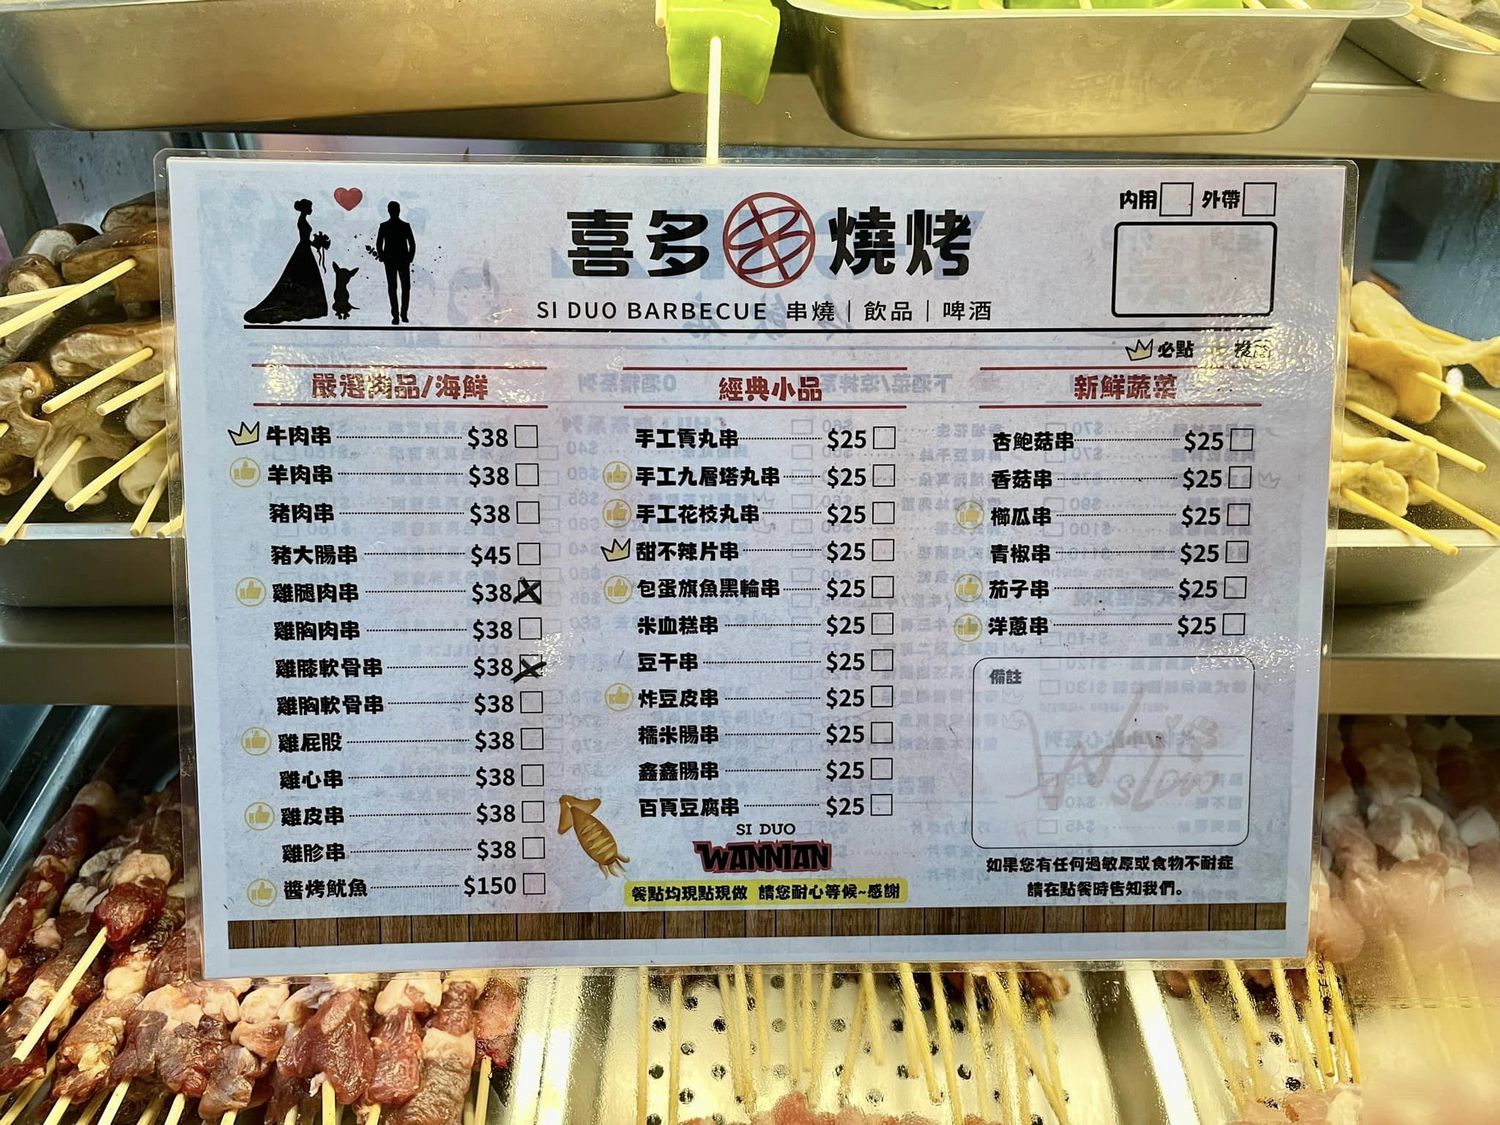 內用 外帶
喜多串燒烤
SI DUO BARBECUE 串燒|飲品|啤酒
必點
嚴選肉品/海鮮
牛肉串 $38
羊肉串 $38
豬肉串 $38
豬大腸串 $45
雞腿肉串 $38
雞胸肉串 $38
雞膝軟骨串 $38
雞胸軟骨串 $38
雞屁股 $38
雞心串 $38
雞皮串 $38
雞胗串 $38
醬烤魷魚 $150
經典小品
手工貢丸串 $25
手工九層塔丸串 $25
手工花枝丸串 $25
甜不辣片串 $25
包蛋旗魚黑輪串 $25
米血糕串 $25
豆干串 $25
炸豆皮串 $25
糯米腸串 $25
鑫鑫腸串 $25
百頁豆腐串 $25
SI DUO
WANNIAN
餐點均現點現做 請您耐心等候~感謝
新鮮蔬菜
杏鮑菇串 $25
香菇串 $25
櫛瓜串 $25
青椒串 $25
茄子串 $25
洋蔥串 $25
備註
如果您有任何過敏原或食物不耐症
請在點餐時告知我們。